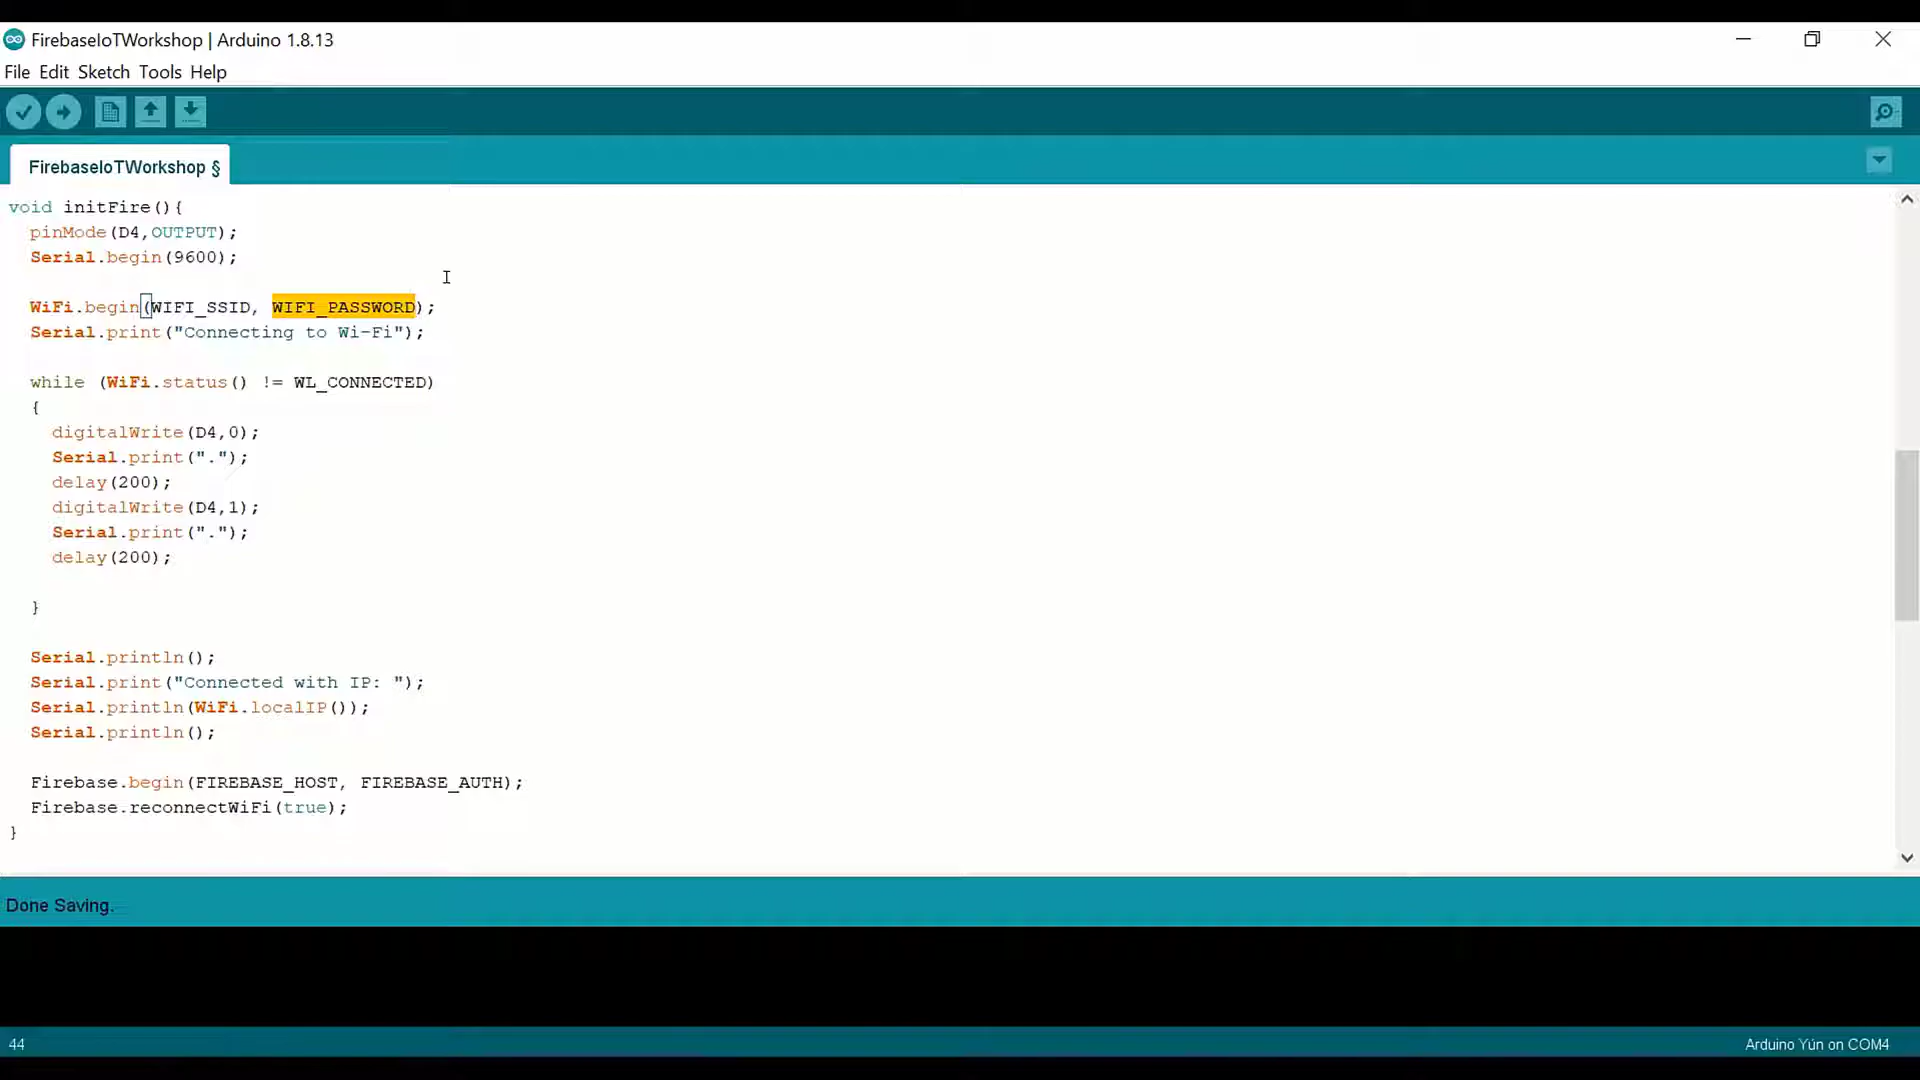 FirebaseIoTWorkshop | Arduino 1.8.13
File Edit Sketch Tools Help
FirebaseIoTWorkshop §
void initFire(){
  pinMode(D4,OUTPUT);
  Serial.begin(9600);
  WiFi.begin(WIFI_SSID, WIFI_PASSWORD);
  Serial.print("Connecting to Wi-Fi");
  while (WiFi.status() != WL_CONNECTED)
  {
    digitalWrite(D4,0);
    Serial.print(".");
    delay(200);
    digitalWrite(D4,1);
    Serial.print(".");
    delay(200);
  }
  Serial.println();
  Serial.print("Connected with IP: ");
  Serial.println(WiFi.localIP());
  Serial.println();
  Firebase.begin(FIREBASE_HOST, FIREBASE_AUTH);
  Firebase.reconnectWiFi(true);
}
Done Saving.
44
Arduino Yún on COM4